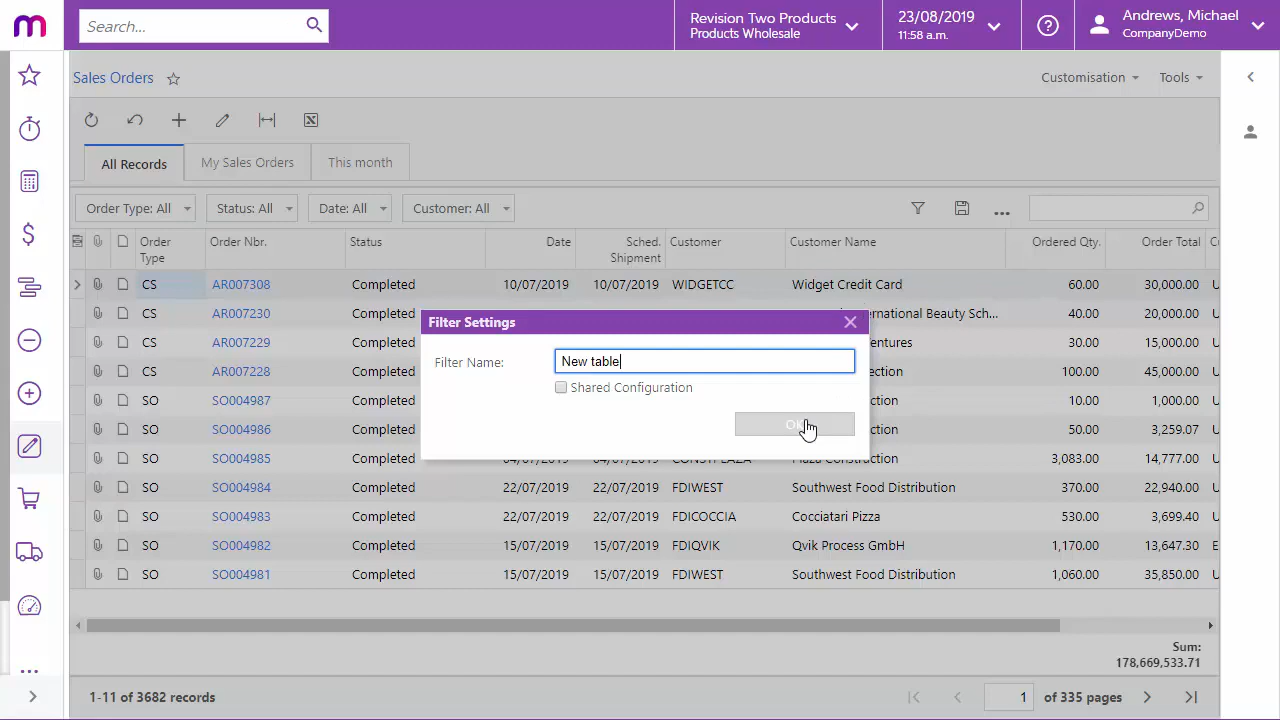 Search...
Revision Two Products
Products Wholesale
23/08/2019
11:58 a.m.
Andrews, Michael
CompanyDemo
Sales Orders
Customisation
Tools
All Records
My Sales Orders
This month
Order Type: All
Status: All
Date: All
Customer: All
Order Type
Order Nbr.
Status
Date
Sched. Shipment
Customer
Customer Name
Ordered Qty.
Order Total
CS AR007308 Completed 10/07/2019 10/07/2019 WIDGETCC Widget Credit Card 60.00 30,000.00
CS AR007230 Completed ernational Beauty Sch... 40.00 20,000.00
CS AR007229 Completed entures 30.00 15,000.00
CS AR007228 Completed ection 100.00 45,000.00
SO SO004987 Completed ction 10.00 1,000.00
SO SO004986 Completed ction 50.00 3,259.07
SO SO004985 Completed 04/07/2019 04/07/2019 CONSTPLAZA Plaza Construction 3,083.00 14,777.00
SO SO004984 Completed 22/07/2019 22/07/2019 FDIWEST Southwest Food Distribution 370.00 22,940.00
SO SO004983 Completed 22/07/2019 22/07/2019 FDICOCCIA Cocciatari Pizza 530.00 3,699.40
SO SO004982 Completed 15/07/2019 15/07/2019 FDIQVIK Qvik Process GmbH 1,170.00 13,647.30
SO SO004981 Completed 15/07/2019 15/07/2019 FDIWEST Southwest Food Distribution 1,060.00 35,850.00
Filter Settings
Filter Name:
New table
Shared Configuration
Sum:
178,669,533.71
1-11 of 3682 records
1 of 335 pages